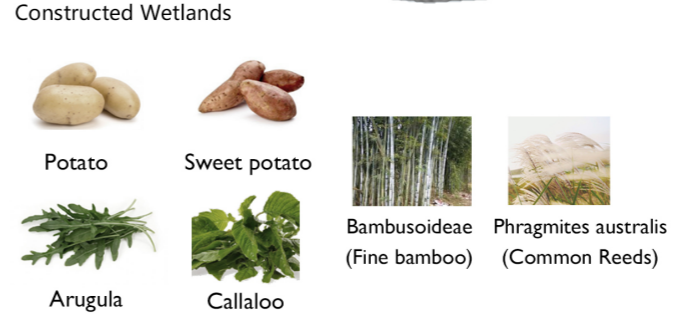 Constructed Wetlands
Potato
Sweet potato
Bambusoideae
(Fine bamboo)
Phragmites australis
(Common Reeds)
Arugula
Callaloo